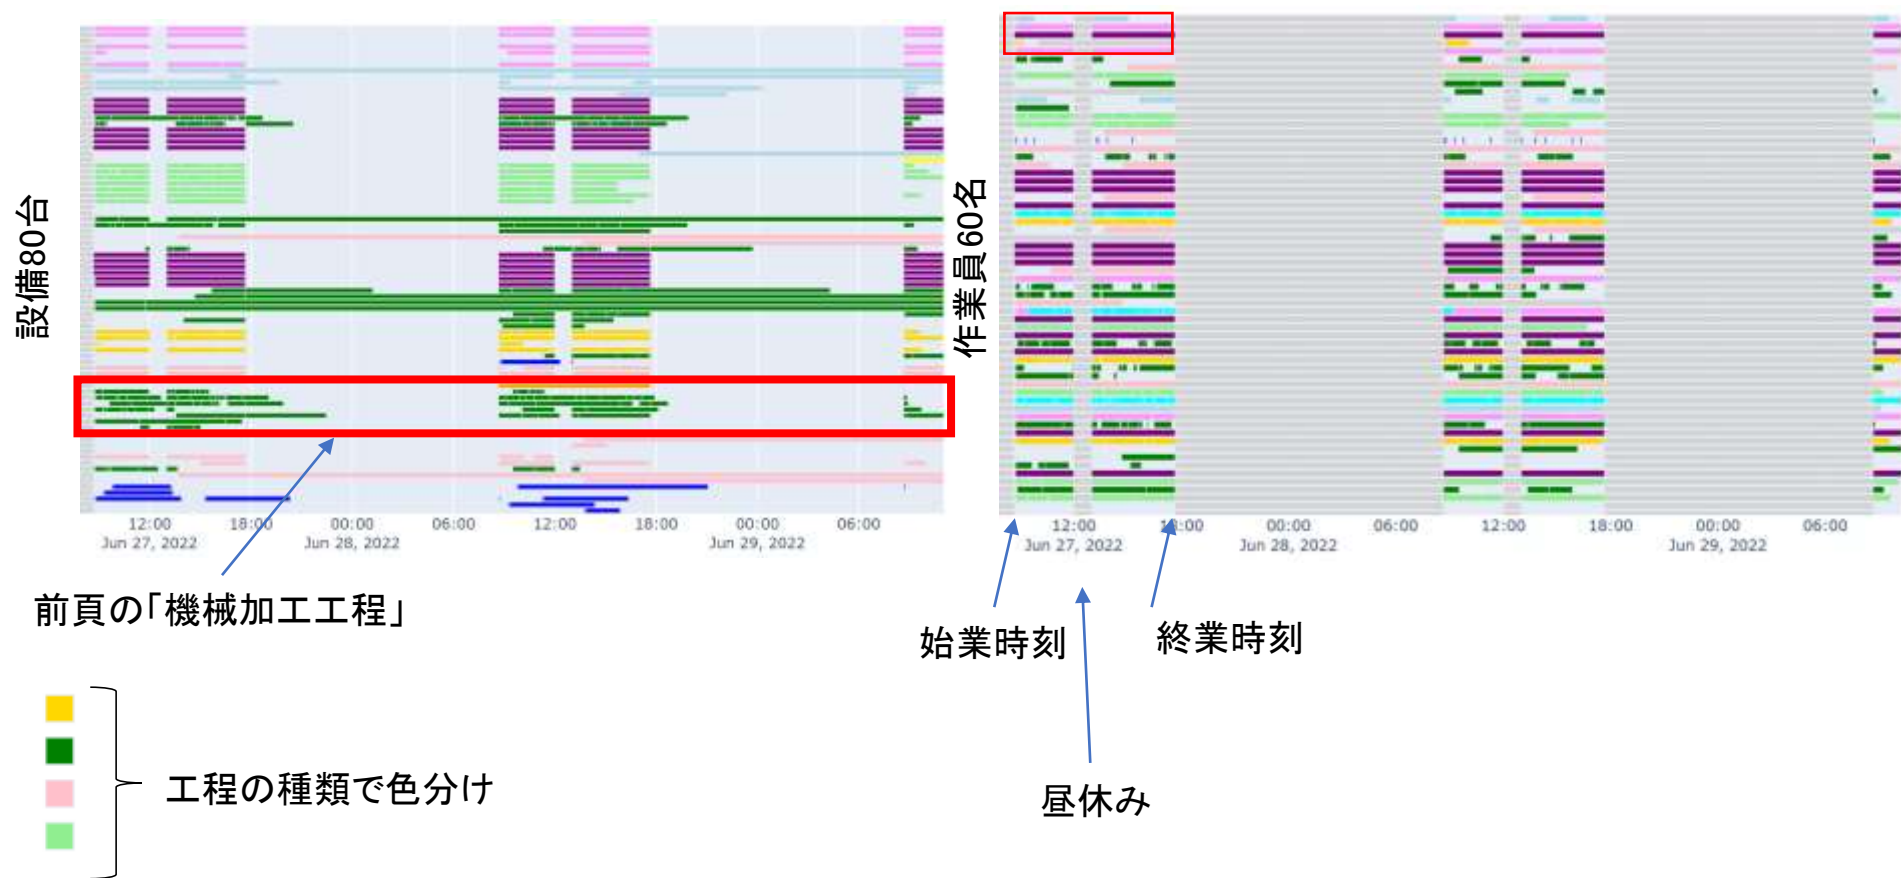 設備80台
12:00 18:00 00:00 06:00 12:00 18:00 00:00 06:00
Jun 27, 2022 Jun 28, 2022 Jun 29, 2022
作業員60名
12:00 18:00 00:00 06:00 12:00 18:00 00:00 06:00
Jun 27, 2022 Jun 28, 2022 Jun 29, 2022
前頁の「機械加工工程」
始業時刻
終業時刻
昼休み
工程の種類で色分け